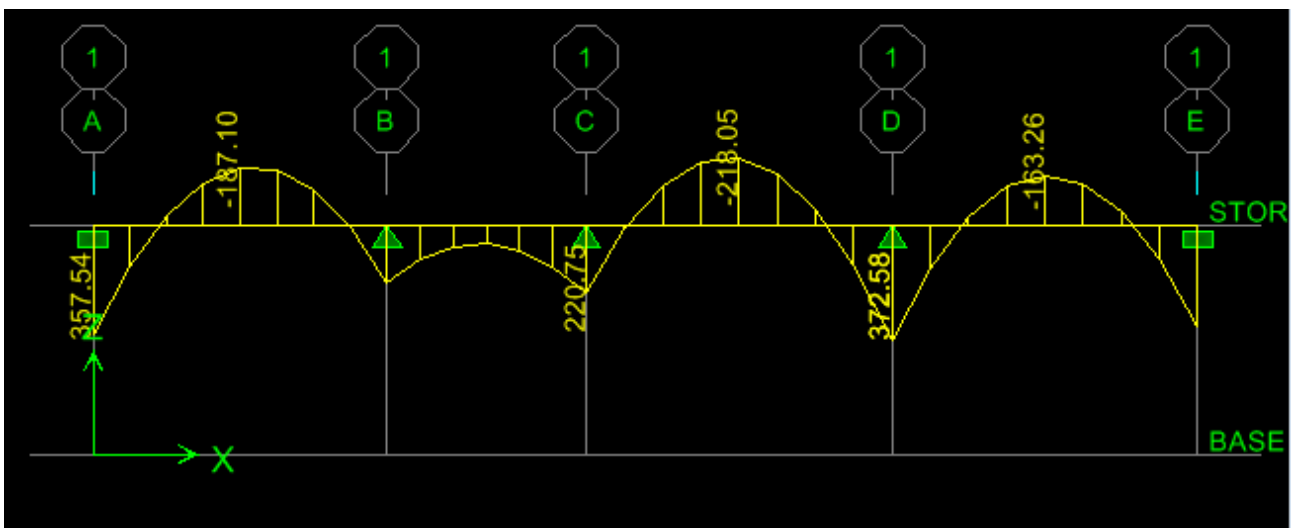 1 1 1 1 1
A B C D E
-187.10 -218.05 -163.26
STOR
357.54 220.75 372.58
Z
X
BASE